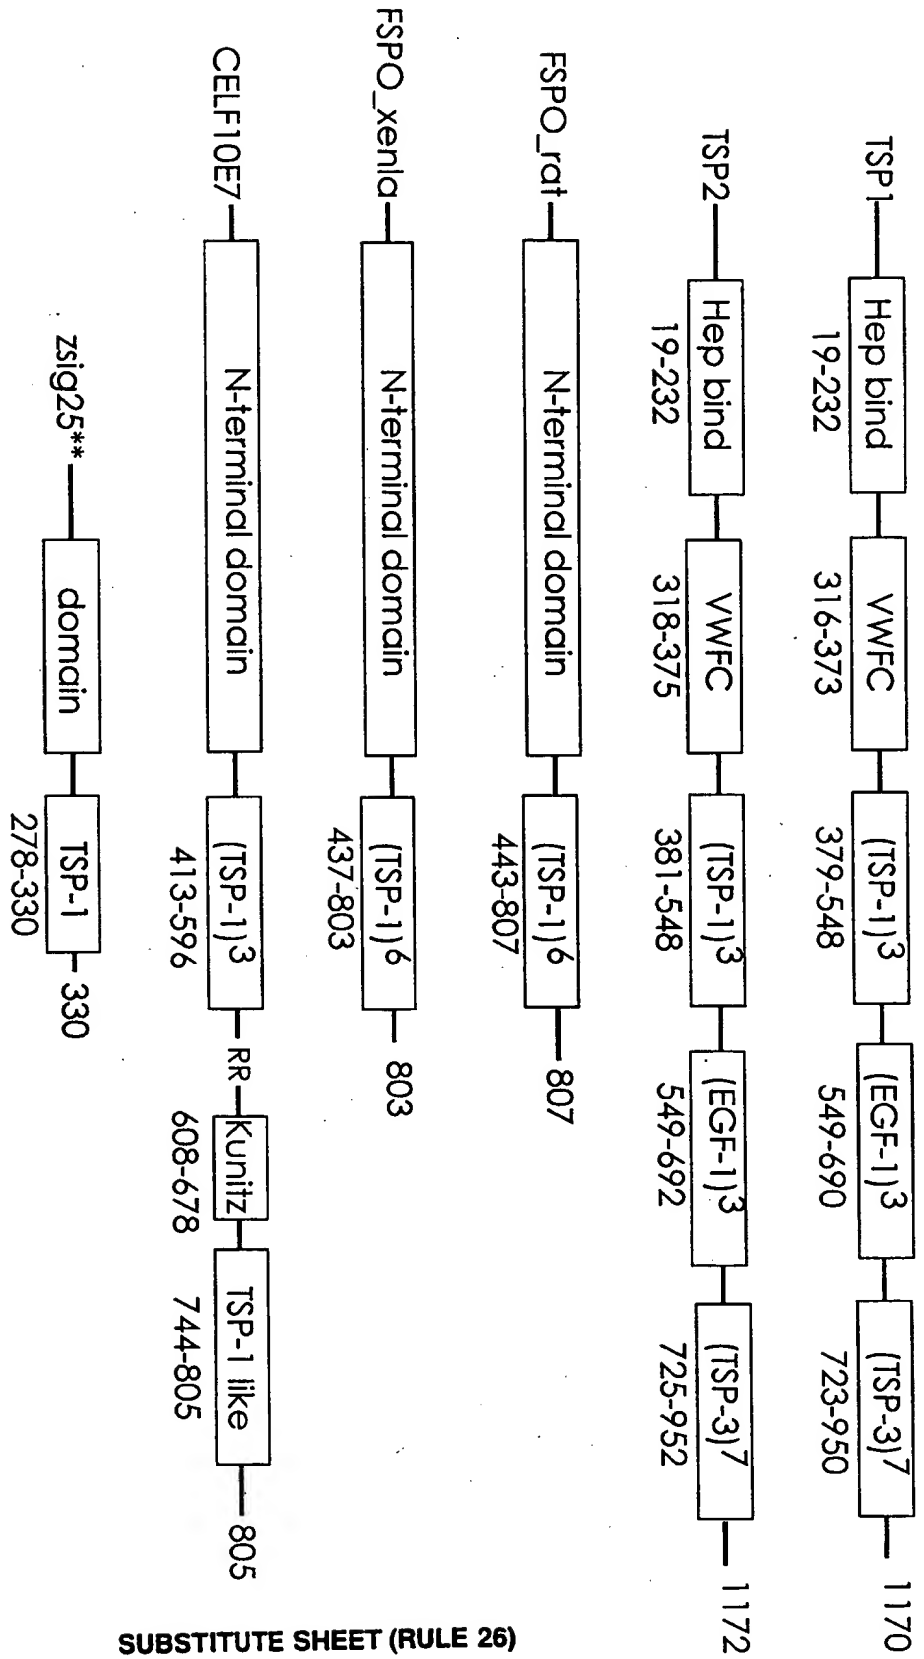 TSP1 Hep bind VWFC (TSP-1)3 (EGF-1)3 (TSP-3)7 1170
19-232 316-373 379-548 549-690 723-950
TSP2 Hep bind VWFC (TSP-1)3 (EGF-1)3 (TSP-3)7 1172
19-232 318-375 381-548 549-692 725-952
FSPO_rat N-terminal domain (TSP-1)6 807
443-807
FSPO_xenla N-terminal domain (TSP-1)6 803
437-803
CELF10E7 N-terminal domain (TSP-1)3 RR Kunitz TSP-1 like 805
413-596 608-678 744-805
zsig25** domain TSP-1 330
278-330
SUBSTITUTE SHEET (RULE 26)